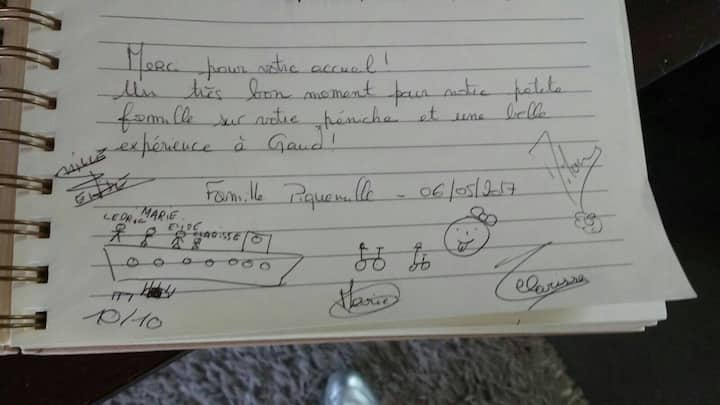 Merci pour votre accueil !
Un très bon moment pour notre petite
famille sur votre péniche et une belle
expérience à Gand !
Famille - 06/05/2017
CEDRIC MARIE
ELISE CLARISSE
Marie
Clarisse
10/10